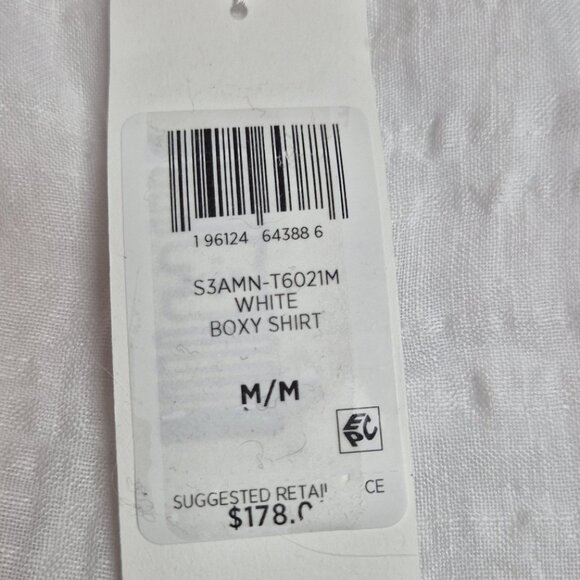 1 96124 64388 6
S3AMN-T6021M
WHITE
BOXY SHIRT
M/M
EPC
SUGGESTED RETAI CE
$178.0